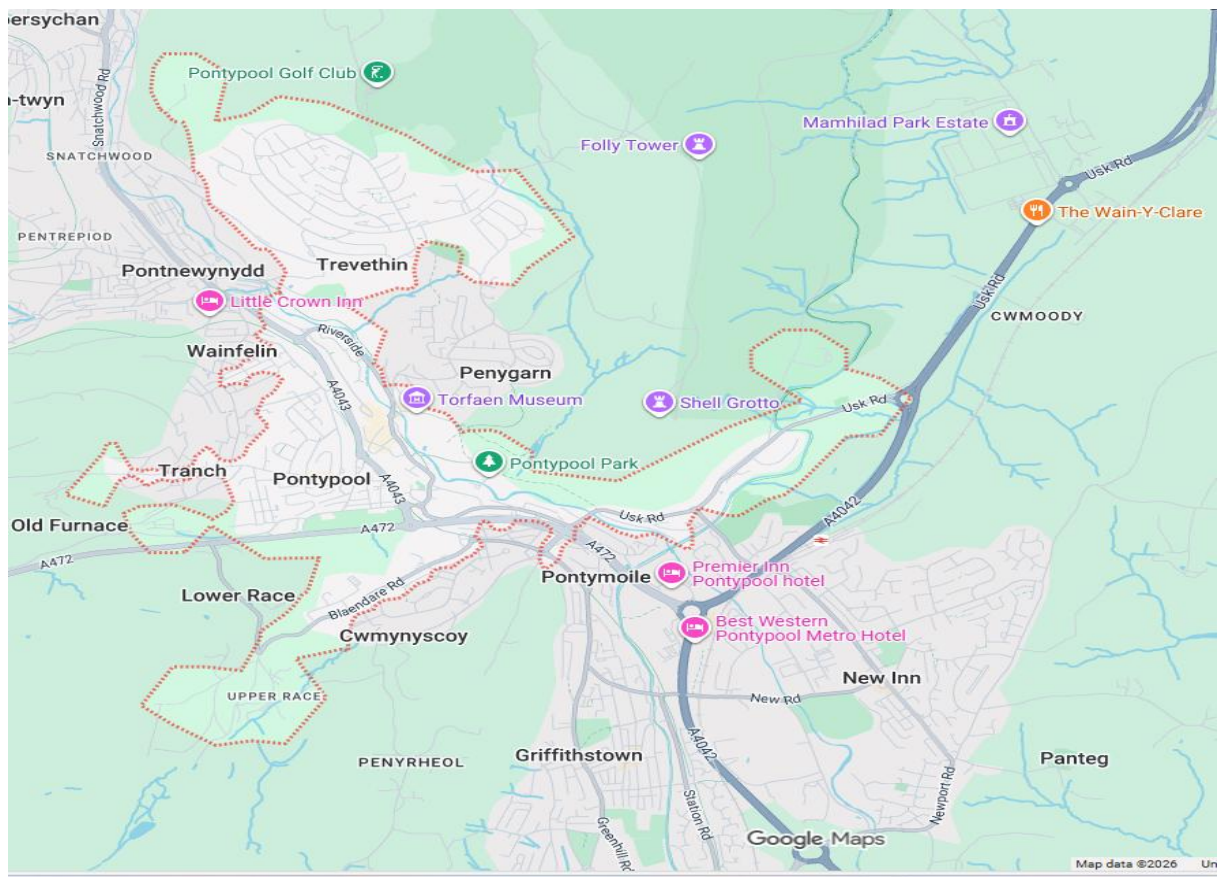 ersychan
Pontypool Golf Club
-twyn
Snatchwood Rd
Mamhilad Park Estate
Folly Tower
SNATCHWOOD
Usk Rd
The Wain-Y-Clare
PENTREPIOD
Trevethin
Pontnewynydd
Little Crown Inn
Usk Rd
CWMOODY
Riverside
Wainfelin
Penygarn
A4043
Torfaen Museum
Shell Grotto
Usk Rd
Tranch
Pontypool Park
Pontypool
A4043
Old Furnace
A472
Usk Rd
A4042
A472
A472
Pontymoile
Premier Inn
Pontypool hotel
Lower Race
Blaendare Rd
Best Western
Pontypool Metro Hotel
Cwmynyscoy
New Inn
UPPER RACE
New Rd
A4042
Griffithstown
PENYRHEOL
Panteg
Station Rd
Newport Rd
Greenhill Rd
Google Maps
Map data ©2026
Un